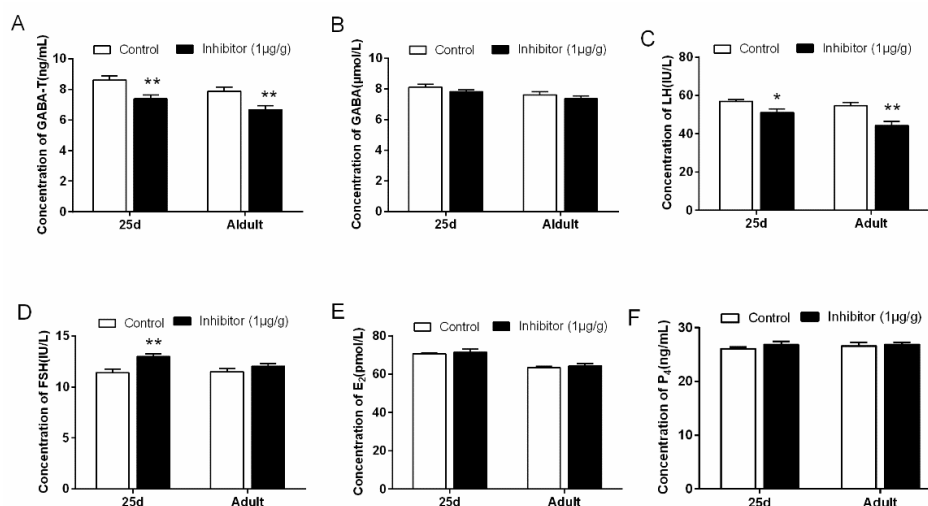 A
Control
Inhibitor (1μg/g)
Concentration of GABA-T(ng/mL)
10
8
6
4
2
0
**
**
25d
Aldult
B
Control
Inhibitor (1μg/g)
Concentration of GABA(μmol/L)
10
8
6
4
2
0
25d
Aldult
C
Control
Inhibitor (1μg/g)
Concentration of LH(IU/L)
80
60
40
20
0
*
**
25d
Adult
D
Control
Inhibitor (1μg/g)
Concentration of FSH(IU/L)
15
10
5
0
**
25d
Adult
E
Control
Inhibitor (1μg/g)
Concentration of E2(pmol/L)
80
60
40
20
0
25d
Adult
F
Control
Inhibitor (1μg/g)
Concentration of P4(ng/mL)
30
20
10
0
25d
Adult